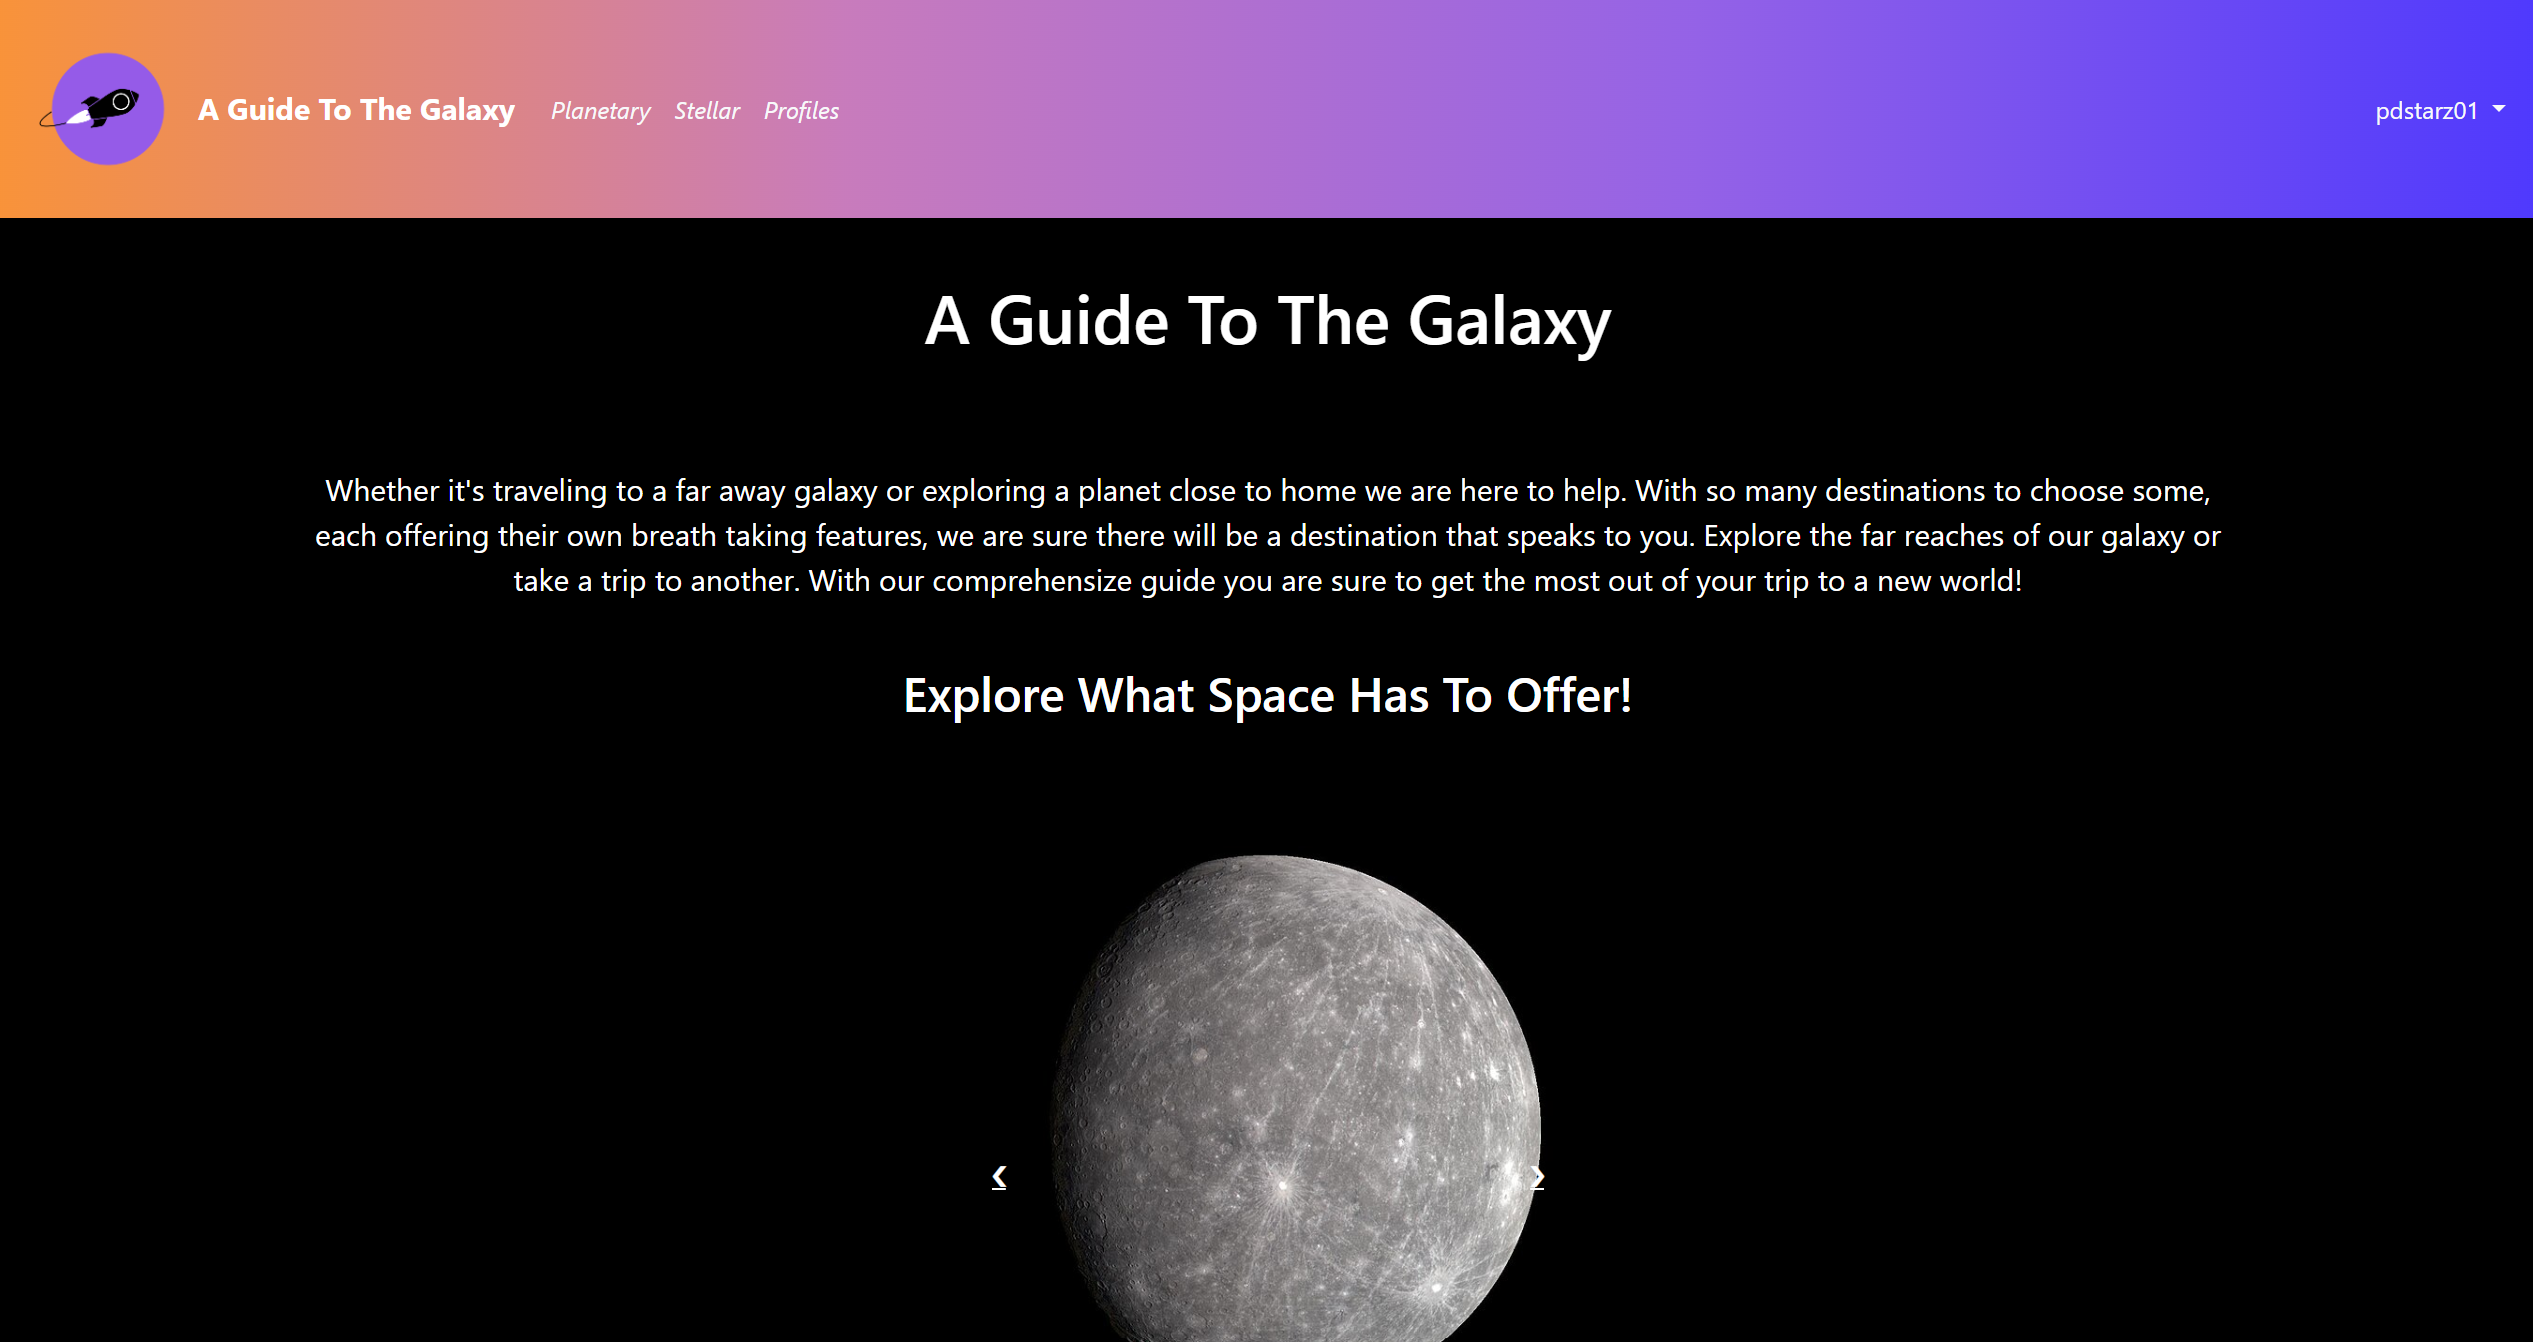 A Guide To The Galaxy
Planetary
Stellar
Profiles
pdstarz01
A Guide To The Galaxy
Whether it's traveling to a far away galaxy or exploring a planet close to home we are here to help. With so many destinations to choose some,
each offering their own breath taking features, we are sure there will be a destination that speaks to you. Explore the far reaches of our galaxy or
take a trip to another. With our comprehensize guide you are sure to get the most out of your trip to a new world!
Explore What Space Has To Offer!